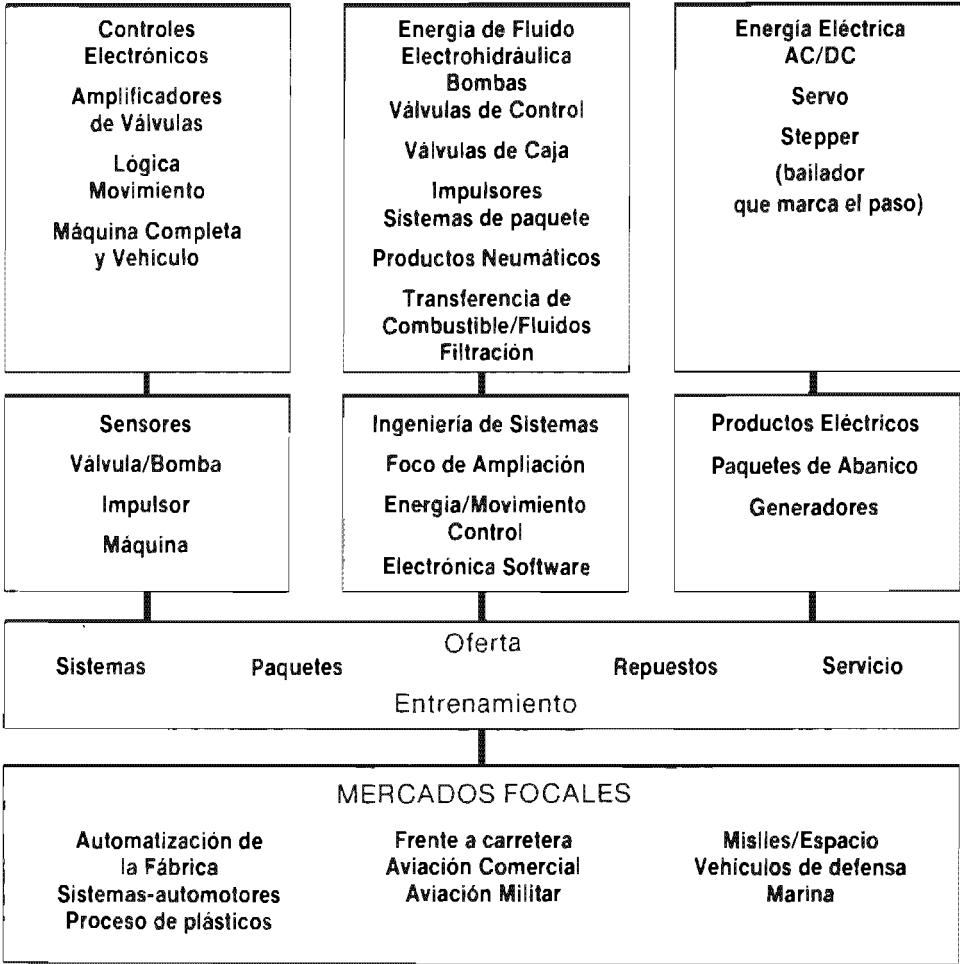 Controles
Electrónicos
Amplificadores
de Válvulas
Lógica
Movimiento
Máquina Completa
y Vehículo
Energía de Fluido
Electrohidráulica
Bombas
Válvulas de Control
Válvulas de Caja
Impulsores
Sistemas de paquete
Productos Neumáticos
Transferencia de
Combustible/Fluidos
Filtración
Energía Eléctrica
AC/DC
Servo
Stepper
(bailador
que marca el paso)
Sensores
Válvula/Bomba
Impulsor
Máquina
Ingeniería de Sistemas
Foco de Ampliación
Energía/Movimiento
Control
Electrónica Software
Productos Eléctricos
Paquetes de Abanico
Generadores
Oferta
Sistemas Paquetes Repuestos Servicio
Entrenamiento
MERCADOS FOCALES
Automatización de
la Fábrica
Sistemas-automotores
Proceso de plásticos
Frente a carretera
Aviación Comercial
Aviación Militar
Misiles/Espacio
Vehículos de defensa
Marina